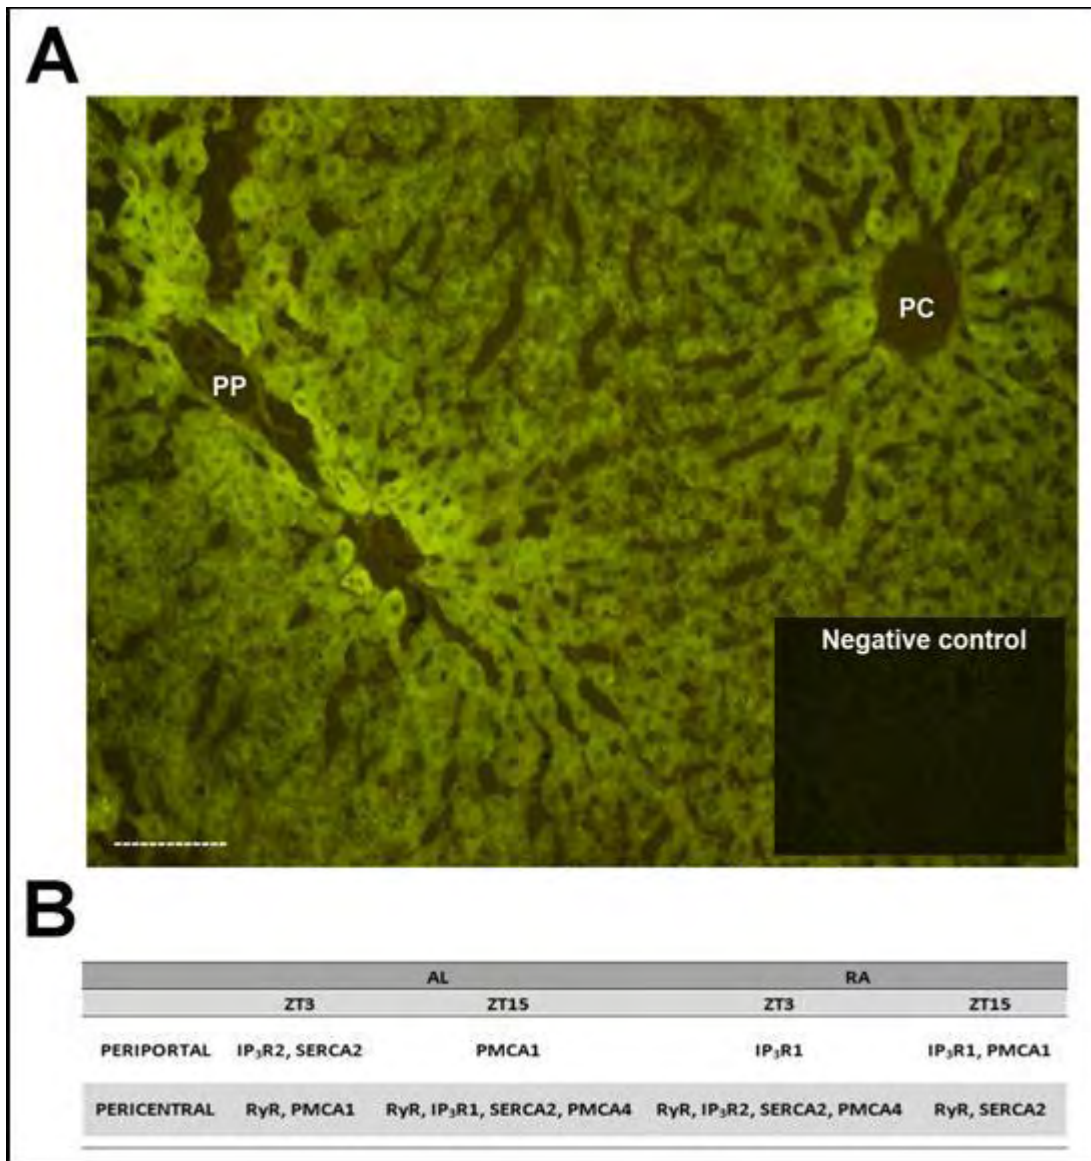 A
PP
PC
Negative control
B
AL RA
ZT3 ZT15 ZT3 ZT15
PERIPORTAL IP₃R2, SERCA2 PMCA1 IP₃R1 IP₃R1, PMCA1
PERICENTRAL RyR, PMCA1 RyR, IP₃R1, SERCA2, PMCA4 RyR, IP₃R2, SERCA2, PMCA4 RyR, SERCA2